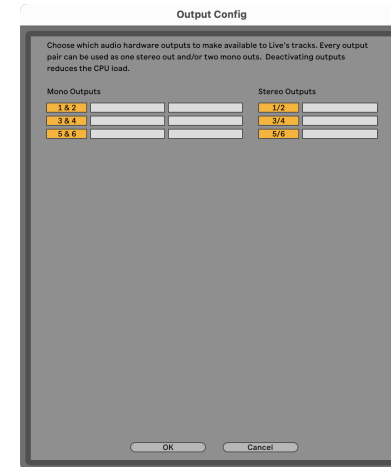 Output Config
Choose which audio hardware outputs to make available to Live's tracks. Every output
pair can be used as one stereo out and/or two mono outs. Deactivating outputs
reduces the CPU load.
Mono Outputs
Stereo Outputs
1 & 2
1/2
3 & 4
3/4
5 & 6
5/6
OK
Cancel